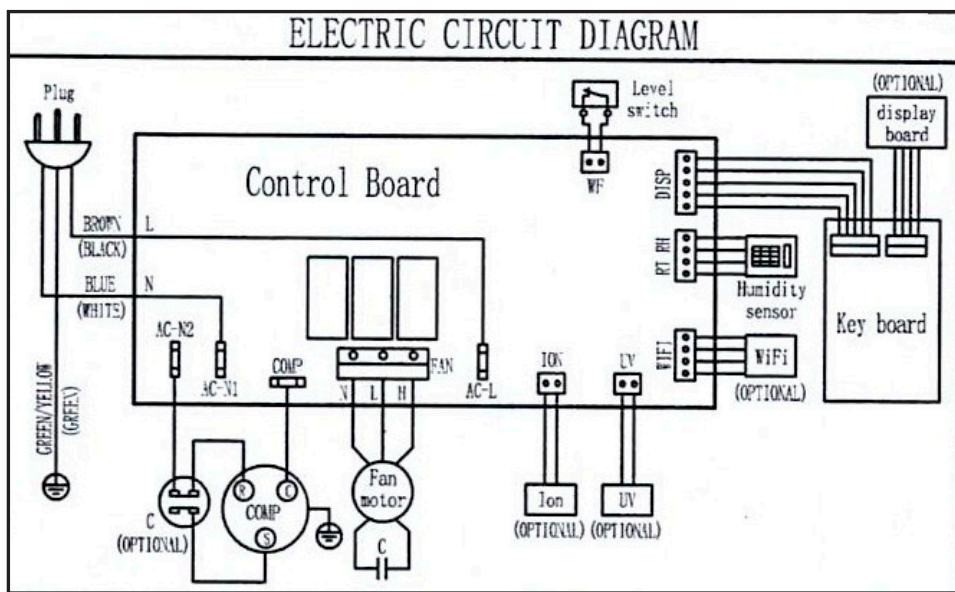 ELECTRIC CIRCUIT DIAGRAM
Plug
Level
switch
(OPTIONAL)
display
board
Control Board
WF
DISP
BROWN
(BLACK)
L
BLUE
(WHITE)
N
RT RH
Humidity
sensor
Key board
AC-N2
AC-N1
COMP
FAN
N
L
H
AC-L
ION
UV
WIFI
WiFi
(OPTIONAL)
GREEN/YELLOW
(GREEN)
C
(OPTIONAL)
R
C
COMP
S
Fan
motor
C
Ion
(OPTIONAL)
UV
(OPTIONAL)